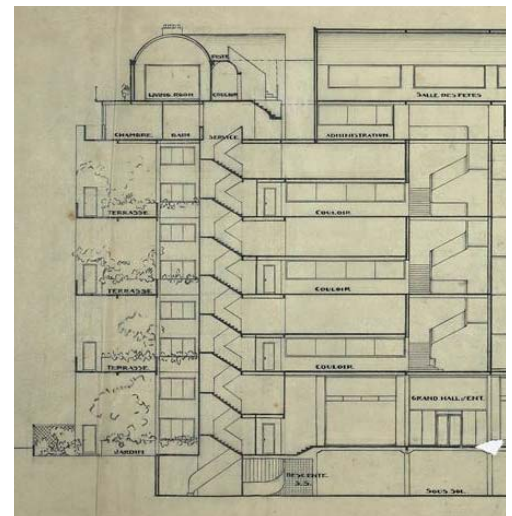 LIVING ROOM
CUISINE
SALLE DES FETES
CHAMBRE
BAIN
SERVICE
ADMINISTRATION
TERRASSE
COULOIR
TERRASSE
COULOIR
TERRASSE
COULOIR
GRAND HALL D'ENT.
JARDIN
DESCENTE
S.S.
SOUS SOL